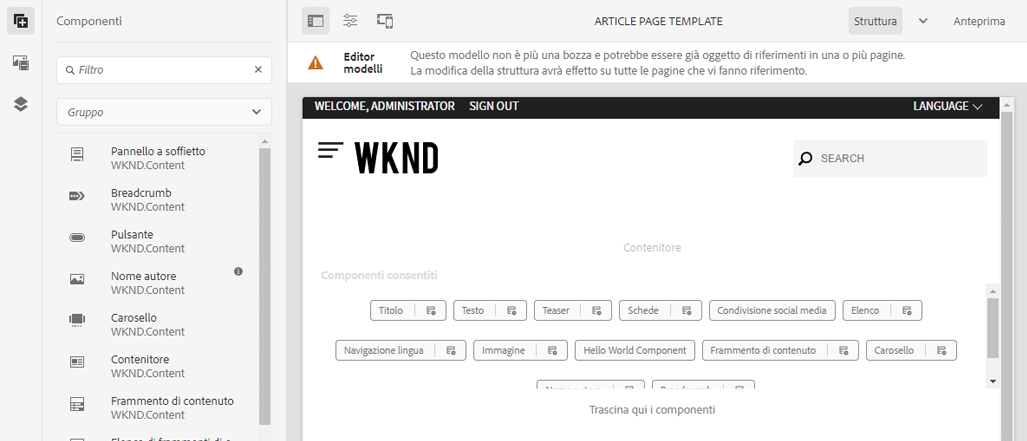 Componenti
ARTICLE PAGE TEMPLATE
Struttura
Anteprima
Filtro
Gruppo
Pannello a soffietto
WKND.Content
Breadcrumb
WKND.Content
Pulsante
WKND.Content
Nome autore
WKND.Content
Carosello
WKND.Content
Contenitore
WKND.Content
Frammento di contenuto
WKND.Content
Editor
modelli
Questo modello non è più una bozza e potrebbe essere già oggetto di riferimenti in una o più pagine.
La modifica della struttura avrà effetto su tutte le pagine che vi fanno riferimento.
WELCOME, ADMINISTRATOR SIGN OUT LANGUAGE
WKND
SEARCH
Contenitore
Componenti consentiti
Titolo Testo Teaser Schede Condivisione social media Elenco
Navigazione lingua Immagine Hello World Component Frammento di contenuto Carosello
Nome autore Breadcrumb
Trascina qui i componenti